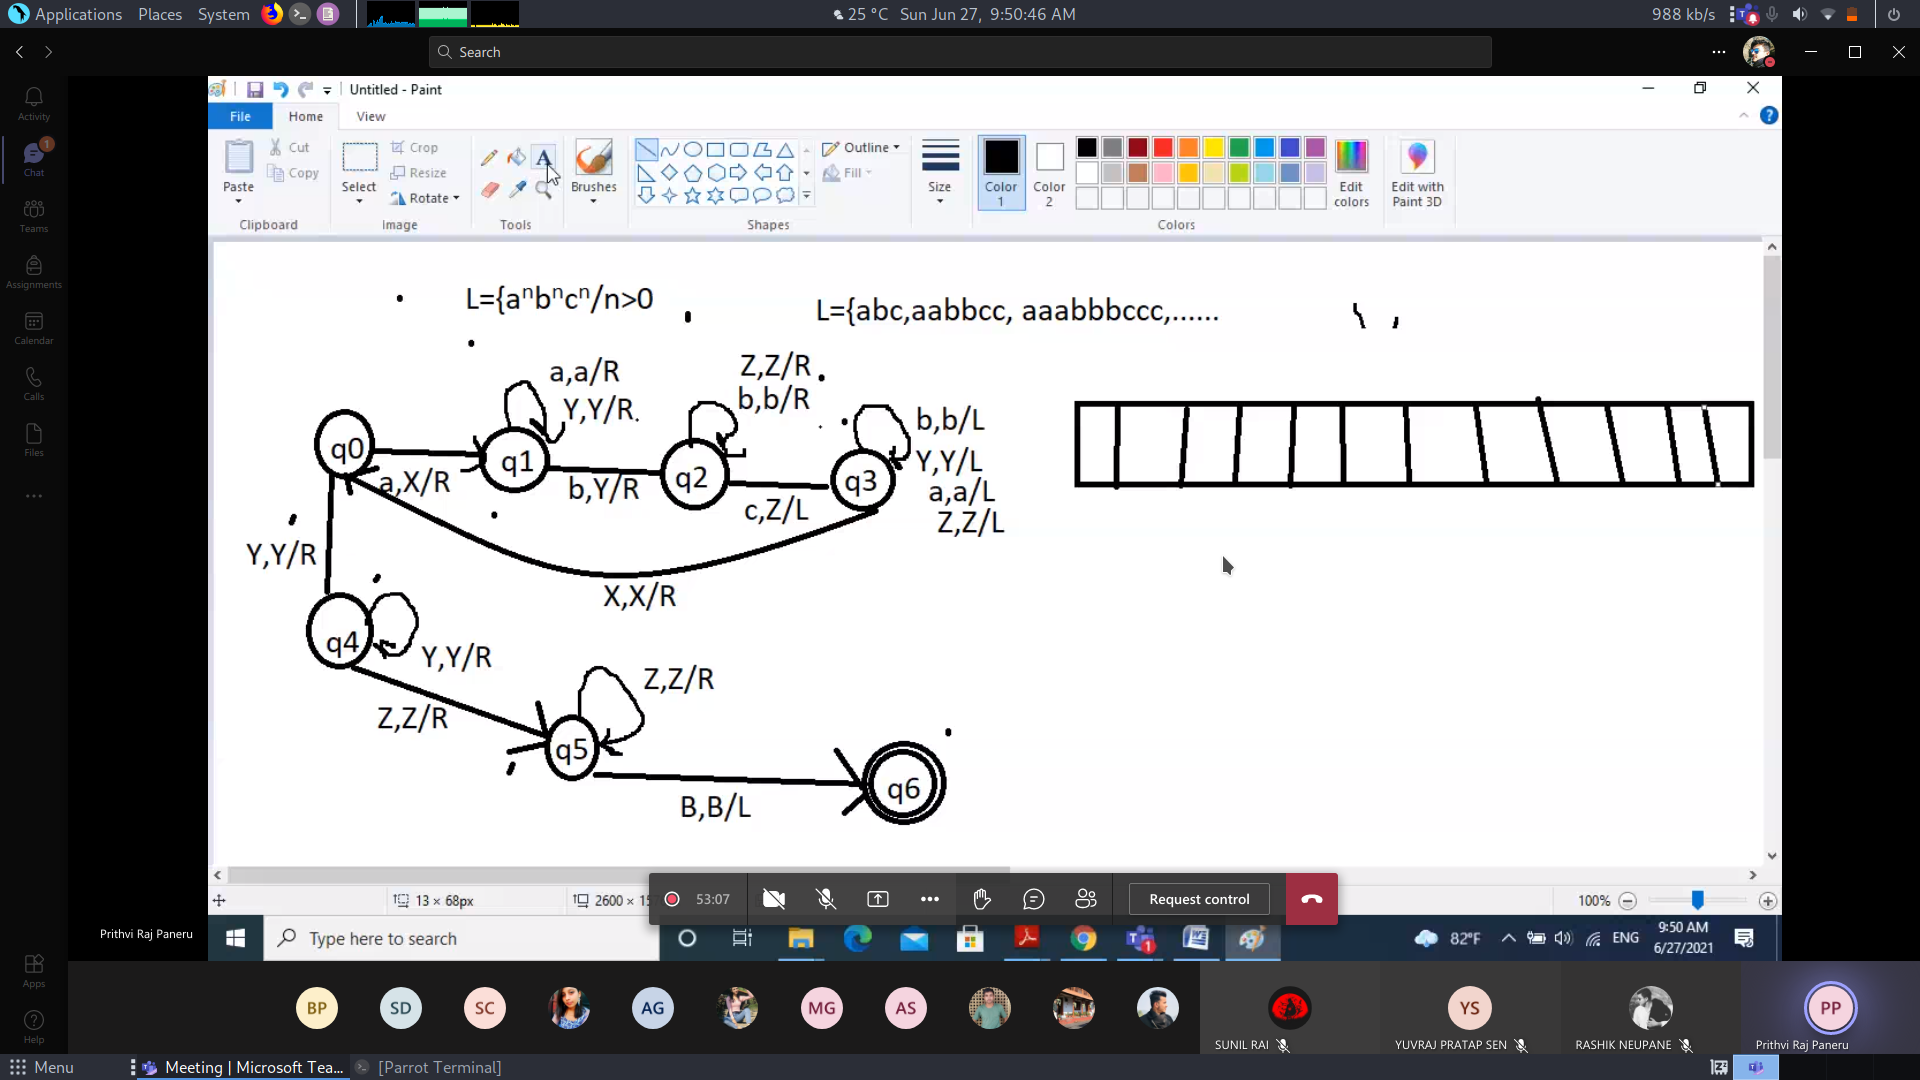 Applications Places System 25 °C Sun Jun 27, 9:50:46 AM 988 kb/s
Search
Activity
Chat
1
Teams
Assignments
Calendar
Calls
Files
Apps
Help
Untitled - Paint
File Home View
Paste
Cut
Copy
Clipboard
Select
Crop
Resize
Rotate
Image
A
Tools
Brushes
Shapes
Outline
Fill
Size
Color 1
Color 2
Colors
Edit colors
Edit with Paint 3D
L={aⁿbⁿcⁿ/n>0
L={abc,aabbcc, aaabbbccc,......
a,a/R
Y,Y/R
Z,Z/R
b,b/R
b,b/L
Y,Y/L
a,a/L
Z,Z/L
q0
q1
q2
q3
a,X/R
b,Y/R
c,Z/L
Y,Y/R
X,X/R
q4
Y,Y/R
Z,Z/R
Z,Z/R
q5
B,B/L
q6
13 × 68px
2600 × 15
100%
53:07
Request control
Prithvi Raj Paneru
Type here to search
1
82°F
ENG
9:50 AM
6/27/2021
BP SD SC AG MG AS YS PP
SUNIL RAI
YUVRAJ PRATAP SEN
RASHIK NEUPANE
Prithvi Raj Paneru
Menu
Meeting | Microsoft Tea...
[Parrot Terminal]